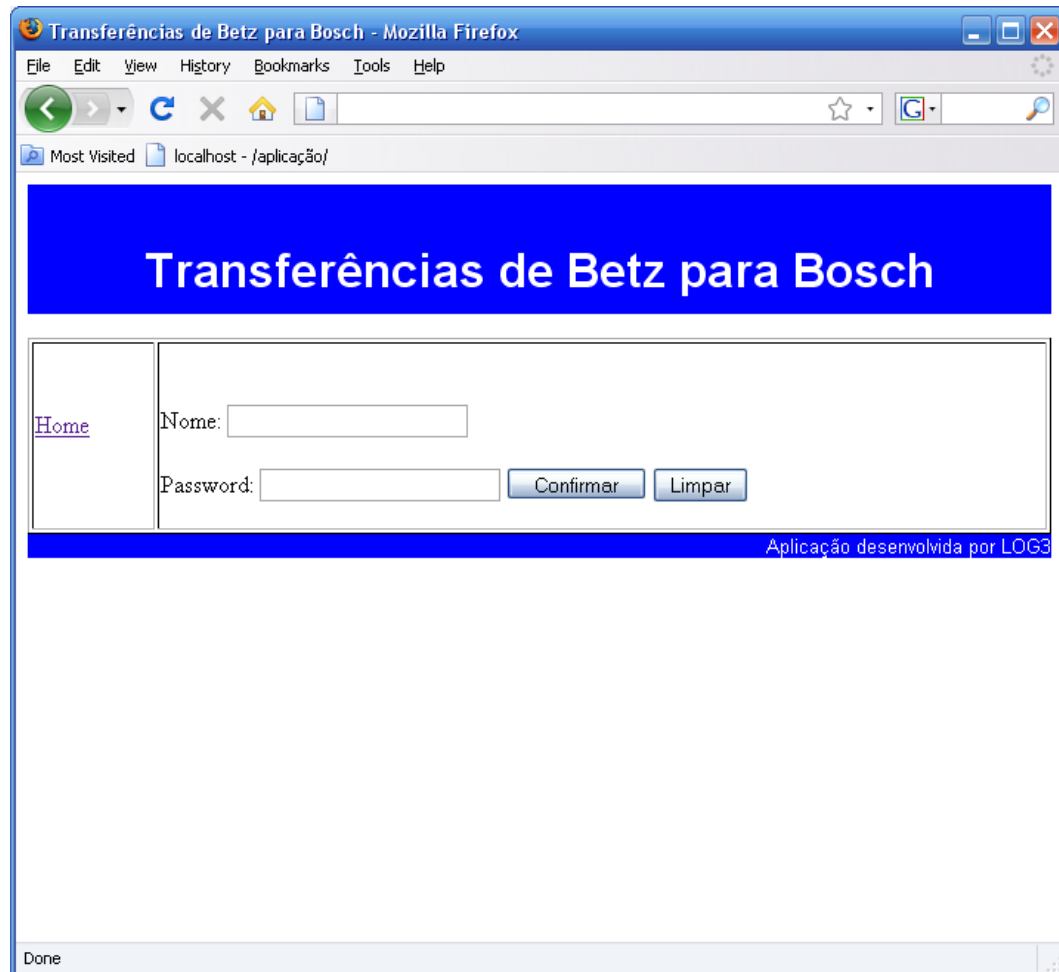 Transferências de Betz para Bosch - Mozilla Firefox
File Edit View History Bookmarks Tools Help
G
Most Visited localhost - /aplicação/
Transferências de Betz para Bosch
Home
Nome:
Password: Confirmar Limpar
Aplicação desenvolvida por LOG3
Done